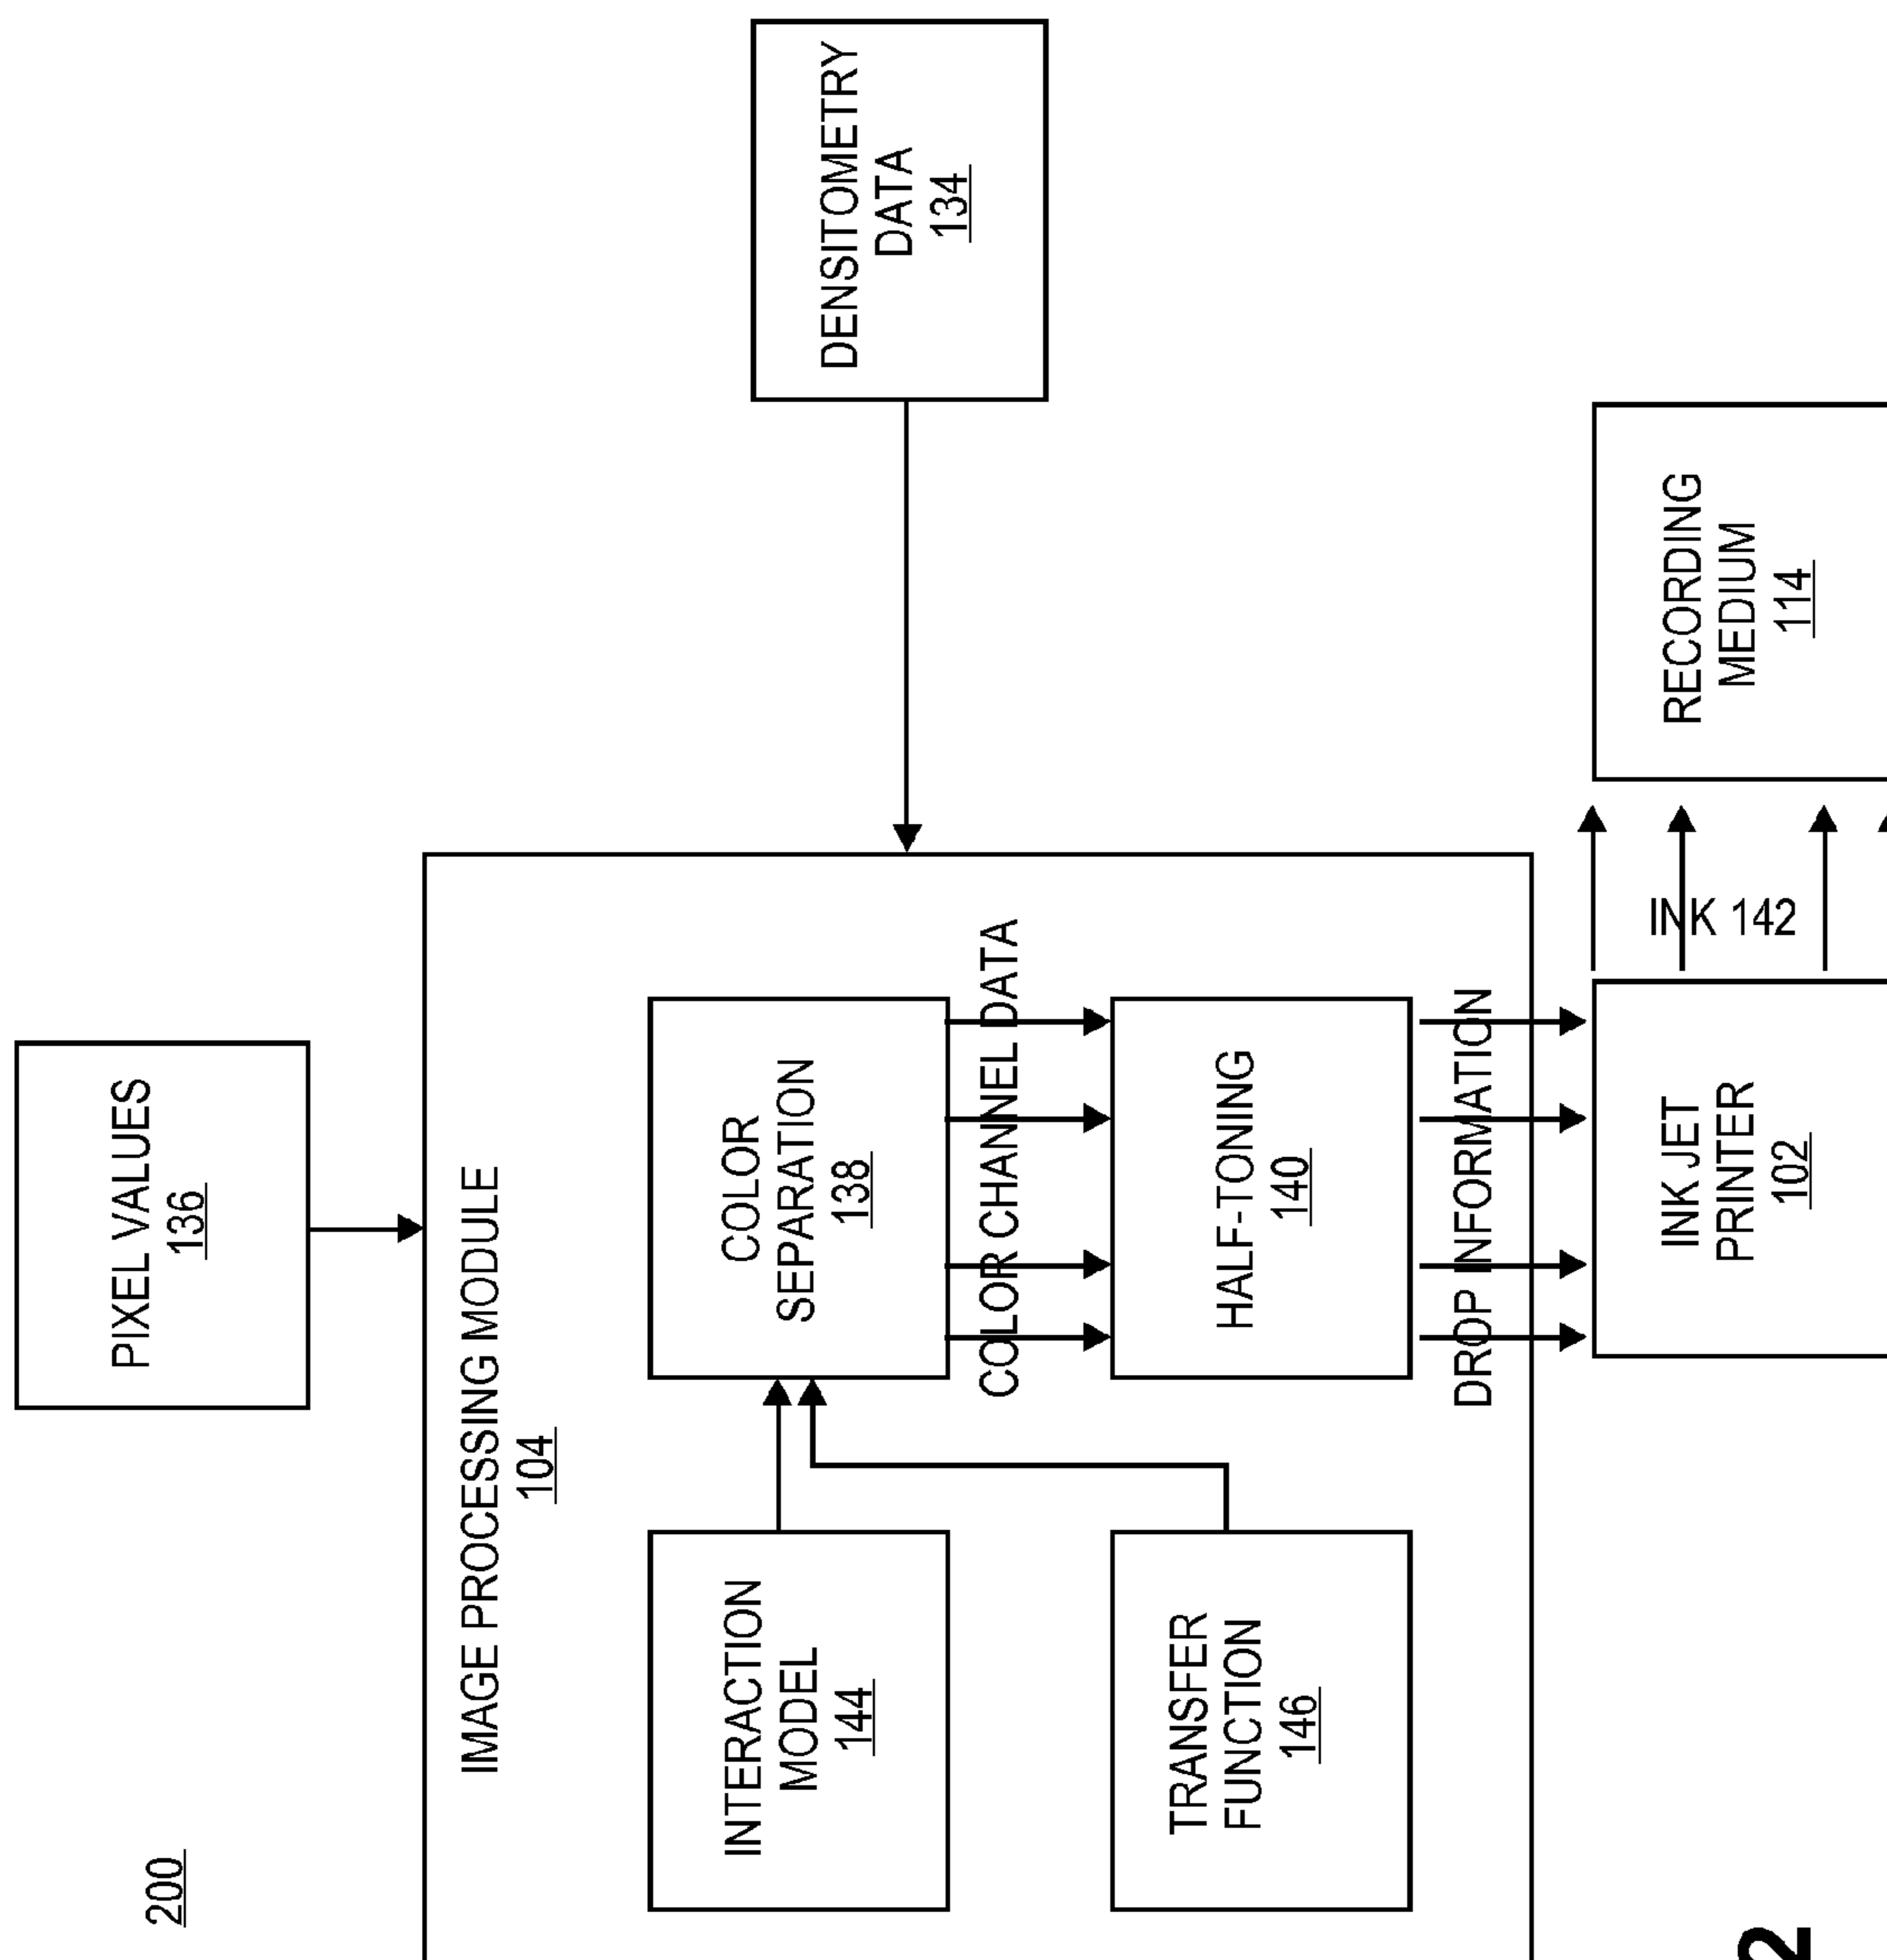 200
PIXEL VALUES
136
IMAGE PROCESSING MODULE
104
INTERACTION
MODEL
144
COLOR
SEPARATION
138
DENSITOMETRY
DATA
134
COLOR CHANNEL DATA
TRANSFER
FUNCTION
146
HALF-TONING
140
DROP INFORMATION
INK JET
PRINTER
102
INK 142
RECORDING
MEDIUM
114
2